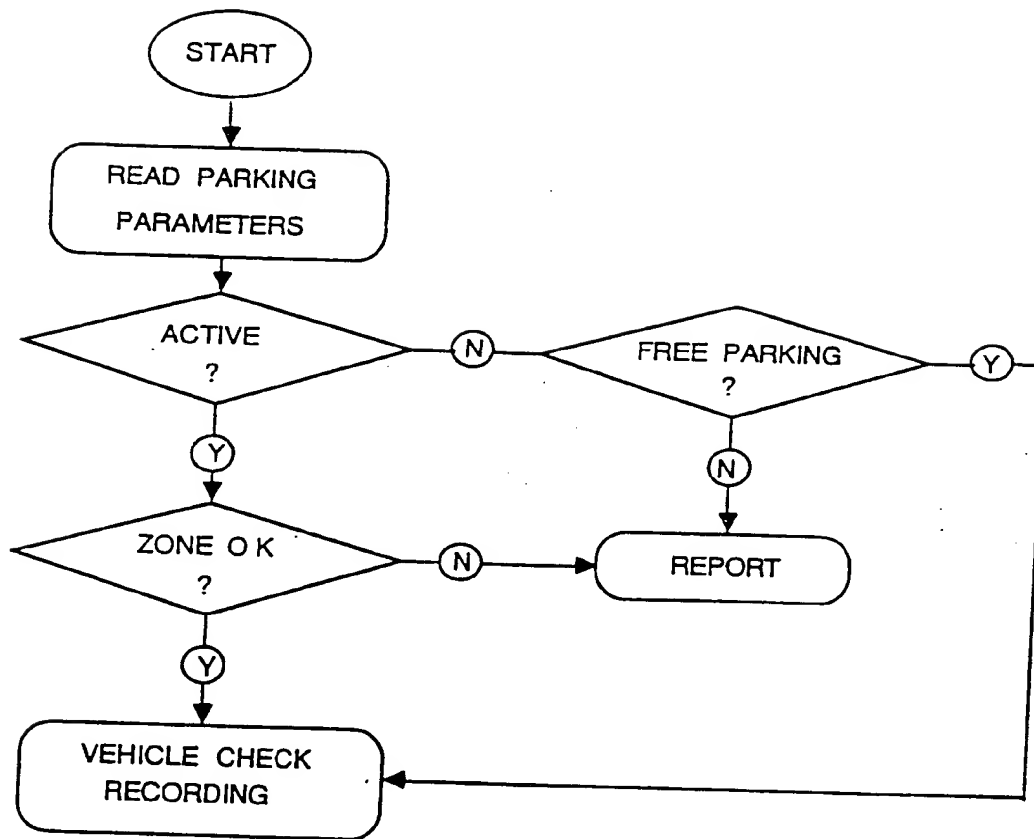 START
READ PARKING
PARAMETERS
ACTIVE
?
N
FREE PARKING
?
Y
Y
N
ZONE O K
?
N
REPORT
Y
VEHICLE CHECK
RECORDING